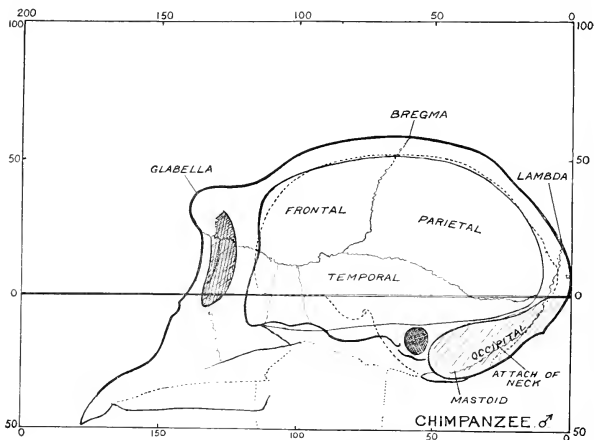 200 150 100 50 0
100 100
BREGMA
50 50
GLABELLA LAMBDA
FRONTAL
PARIETAL
TEMPORAL
0 0
OCCIPITAL
ATTACH OF
NECK
MASTOID
CHIMPANZEE ♂
50 50
150 100 50 0